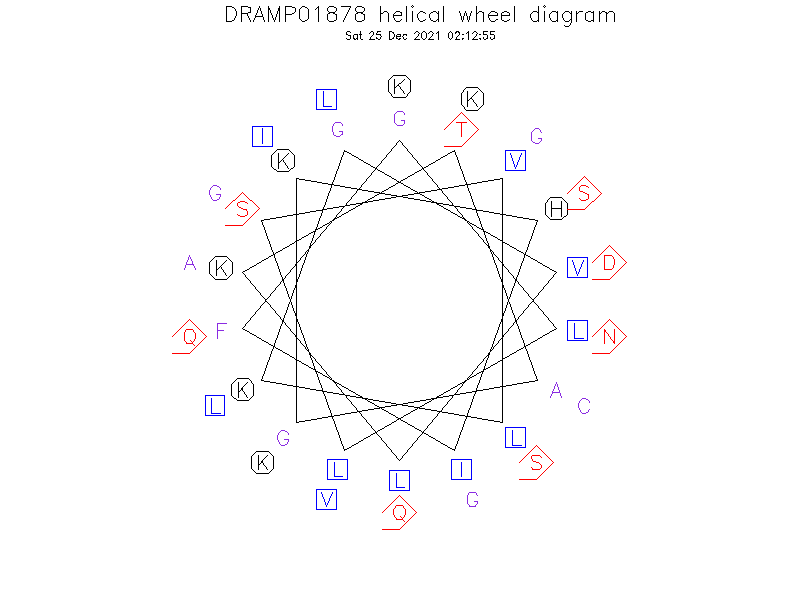 DRAMP01878 helical wheel diagram
Sat 25 Dec 2021 02:12:55
K
L K
G
G T
I G
K V
G S
S H
A K V D
Q F L N
K A
L C
G L
K S
L I
L
V G
Q